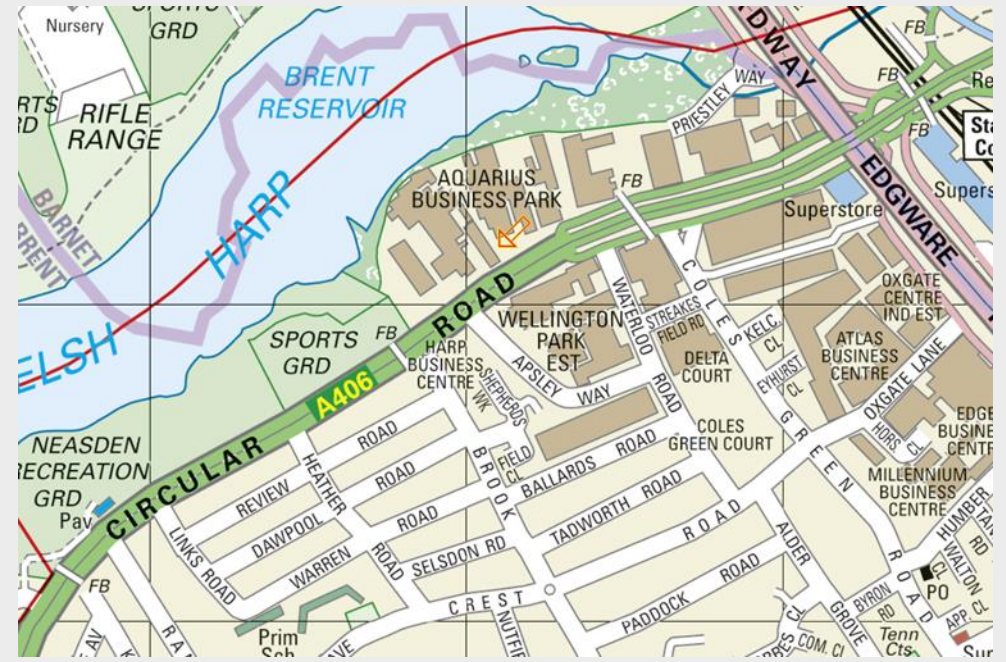 SPORTS
GRD
Nursery
BRENT
RESERVOIR
RIFLE
RANGE
BARNET
BRENT
WELSH
HARP
AQUARIUS
BUSINESS PARK
PRIESTLEY
WAY
FB
FB
FB
FB
EDGWARE
Superstore
SPORTS
GRD
FB
HARP
BUSINESS
CENTRE
WELLINGTON
PARK
EST
WATERLOO
ROAD
STREAKES
FIELD RD
COLES
GREEN
ROAD
KELC.
CL
EYHURST
CL
DELTA
COURT
OXGATE
CENTRE
IND EST
ATLAS
BUSINESS
CENTRE
OXGATE LANE
HORS CL
COLES
GREEN COURT
MILLENNIUM
BUSINESS
CENTRE
A406
CIRCULAR
ROAD
NEASDEN
RECREATION
GRD
Pav
FB
APSLEY
WAY
SHEPHERDS
WK
FIELD
CL
BROOK
REVIEW
ROAD
DAWPOOL
ROAD
WARREN
ROAD
HEATHER
ROAD
LINKS ROAD
BALLARDS ROAD
TADWORTH ROAD
SELSDON RD
CREST
ROAD
PADDOCK
ROAD
ALDER
GROVE
BYRON
RD
HUMBER
WALTON
CL
PO
APP. CL
COM. CL
Tenn
Cts
Prim
Sch